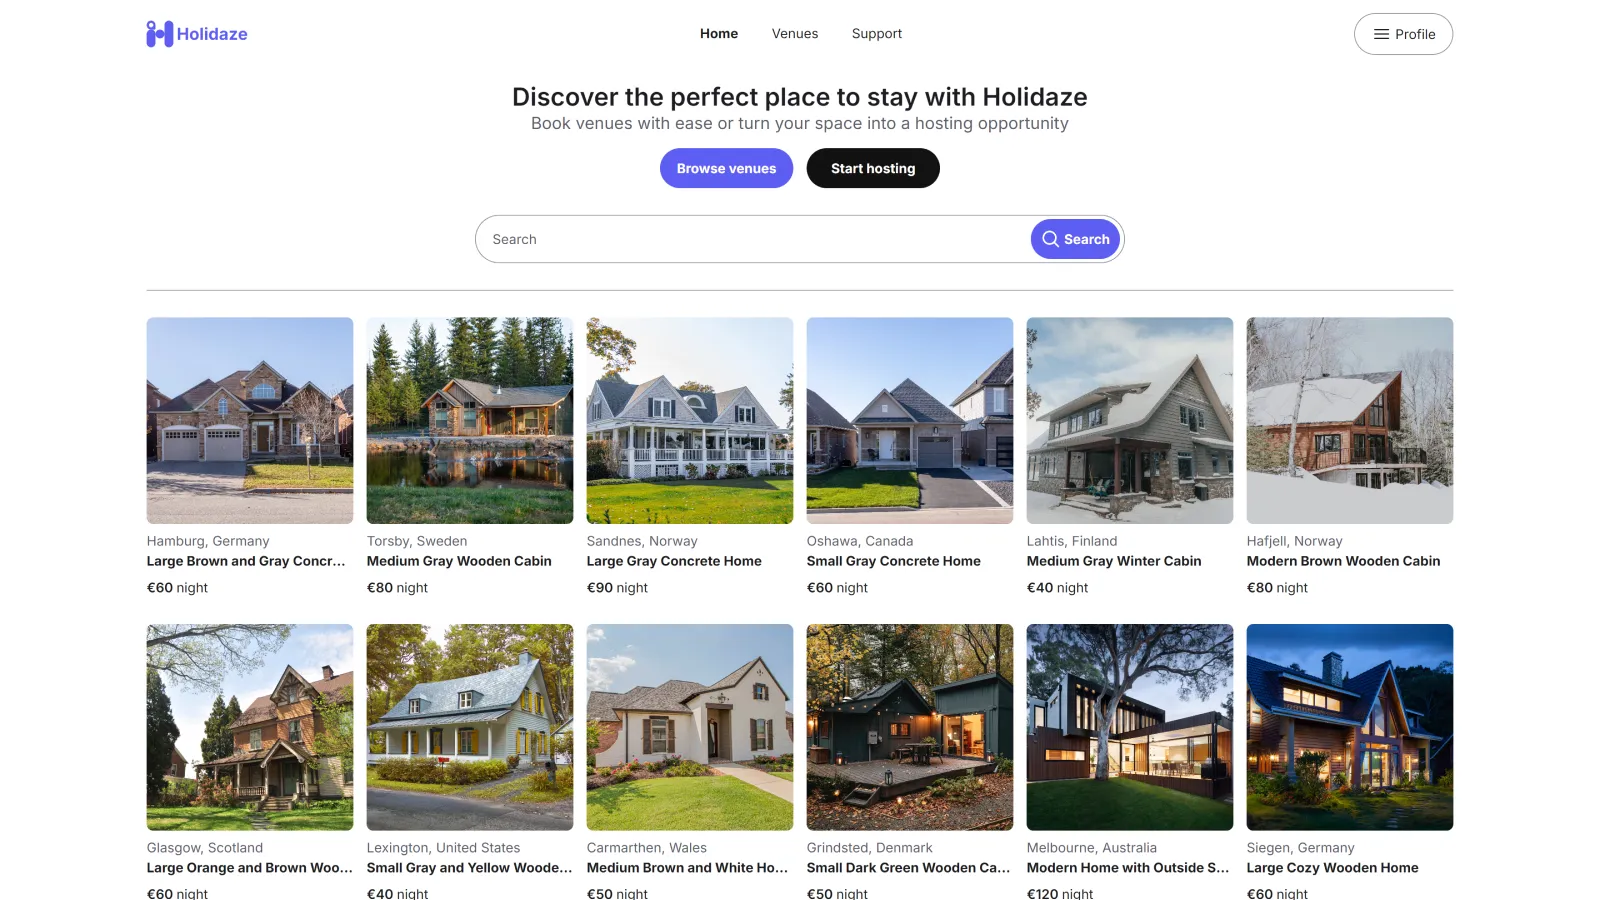 Holidaze
Home Venues Support
Profile
Discover the perfect place to stay with Holidaze
Book venues with ease or turn your space into a hosting opportunity
Browse venues Start hosting
Search Search
Hamburg, Germany
Large Brown and Gray Concr...
€60 night
Torsby, Sweden
Medium Gray Wooden Cabin
€80 night
Sandnes, Norway
Large Gray Concrete Home
€90 night
Oshawa, Canada
Small Gray Concrete Home
€60 night
Lahtis, Finland
Medium Gray Winter Cabin
€40 night
Hafjell, Norway
Modern Brown Wooden Cabin
€80 night
Glasgow, Scotland
Large Orange and Brown Woo...
€60 night
Lexington, United States
Small Gray and Yellow Woode...
€40 night
Carmarthen, Wales
Medium Brown and White Ho...
€50 night
Grindsted, Denmark
Small Dark Green Wooden Ca...
€50 night
Melbourne, Australia
Modern Home with Outside S...
€120 night
Siegen, Germany
Large Cozy Wooden Home
€60 night